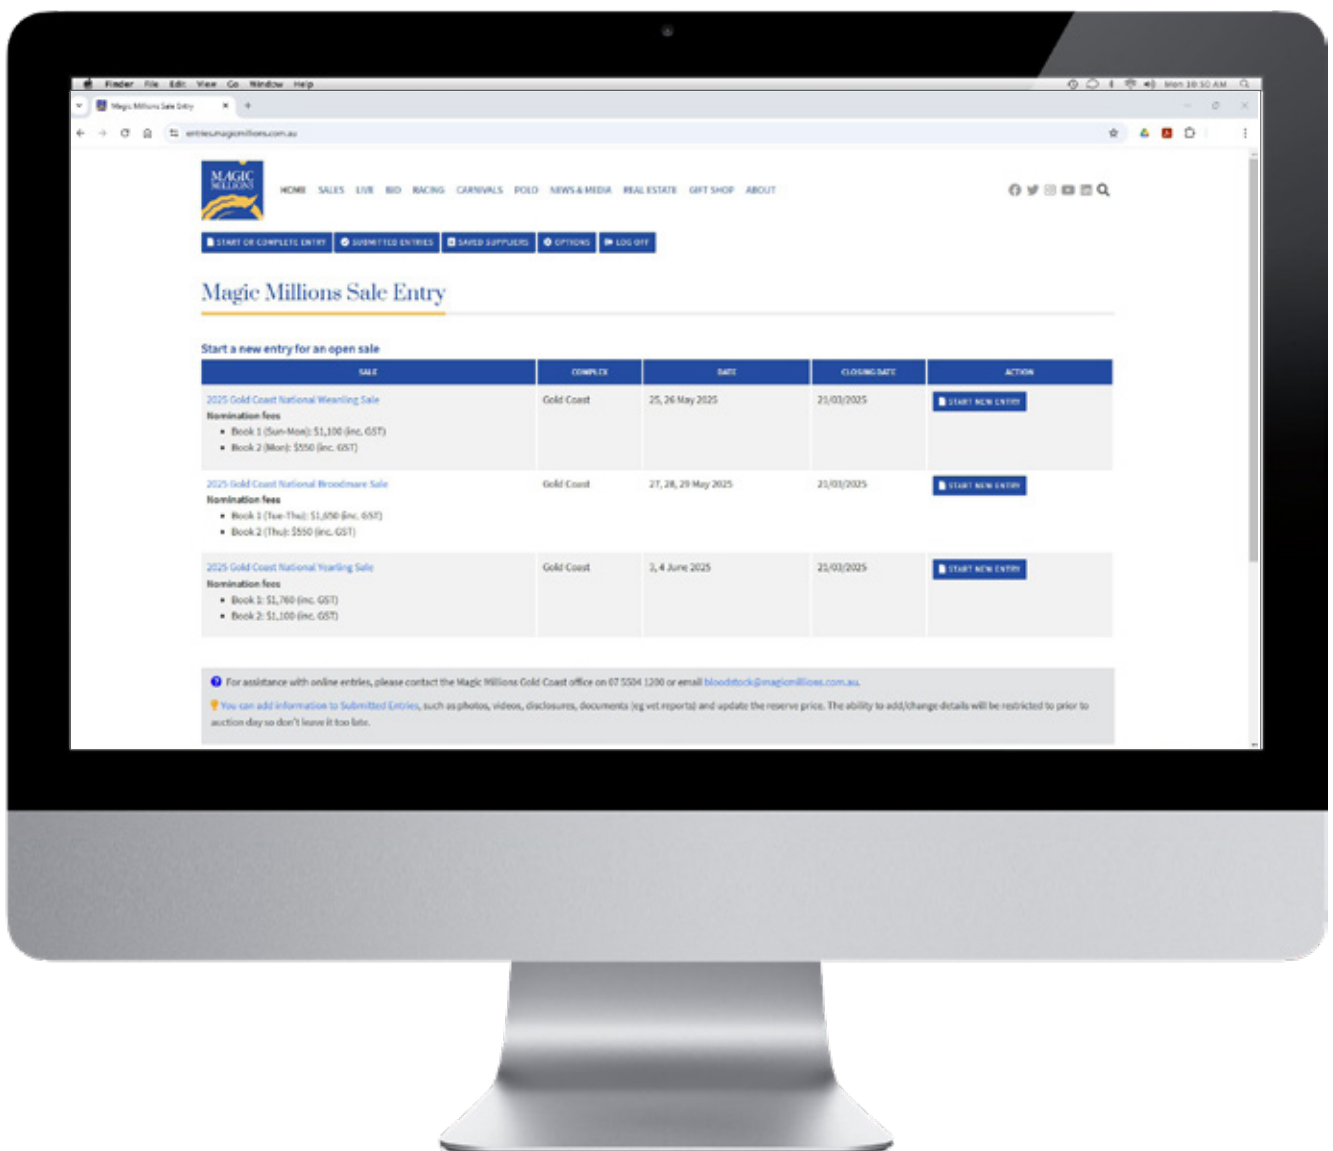 Finder File Edit View Go Window Help
Mon 10:50 AM
Magic Millions Sale Entry
entries.magicmillions.com.au
MAGIC
MILLIONS
HOME SALES LIVE BID RACING CARNIVALS POLO NEWS & MEDIA REAL ESTATE GIFT SHOP ABOUT
START OR COMPLETE ENTRY SUBMITTED ENTRIES SAVED SUPPLIERS OPTIONS LOG OFF
Magic Millions Sale Entry
Start a new entry for an open sale
SALE COMPLEX DATE CLOSING DATE ACTION
2025 Gold Coast National Weanling Sale Gold Coast 25, 26 May 2025 21/03/2025 START NEW ENTRY
Nomination fees
• Book 1 (Sun-Mon): $1,100 (inc. GST)
• Book 2 (Mon): $550 (inc. GST)
2025 Gold Coast National Broodmare Sale Gold Coast 27, 28, 29 May 2025 21/03/2025 START NEW ENTRY
Nomination fees
• Book 1 (Tue-Thu): $1,650 (inc. GST)
• Book 2 (Thu): $550 (inc. GST)
2025 Gold Coast National Yearling Sale Gold Coast 3, 4 June 2025 21/03/2025 START NEW ENTRY
Nomination fees
• Book 1: $1,760 (inc. GST)
• Book 2: $1,100 (inc. GST)
For assistance with online entries, please contact the Magic Millions Gold Coast office on 07 5504 1200 or email bloodstock@magicmillions.com.au.
You can add information to Submitted Entries, such as photos, videos, disclosures, documents (eg vet reports) and update the reserve price. The ability to add/change details will be restricted to prior to
auction day so don't leave it too late.